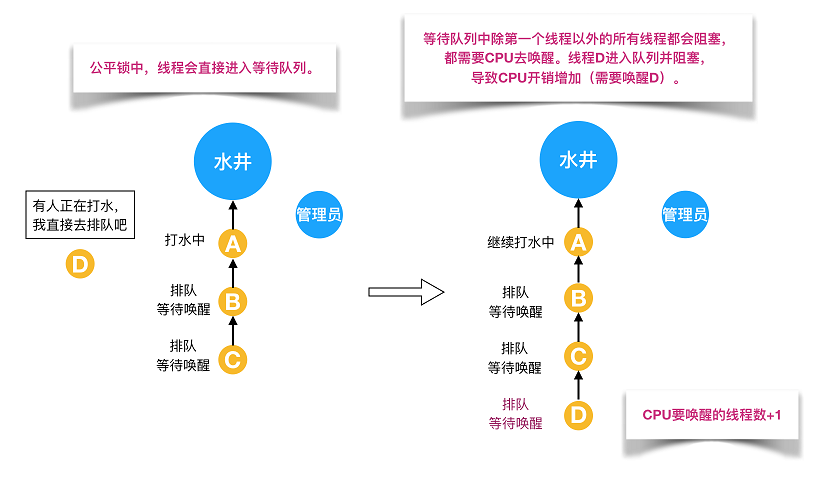 公平锁中，线程会直接进入等待队列。
水井
管理员
有人正在打水，
我直接去排队吧
D
打水中
A
排队
等待唤醒
B
排队
等待唤醒
C
等待队列中除第一个线程以外的所有线程都会阻塞，
都需要CPU去唤醒。线程D进入队列并阻塞，
导致CPU开销增加（需要唤醒D）。
水井
管理员
继续打水中
A
排队
等待唤醒
B
排队
等待唤醒
C
排队
等待唤醒
D
CPU要唤醒的线程数+1